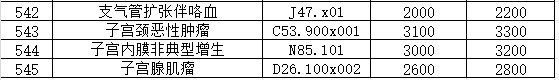 542 支气管扩张伴咯血 J47.x01 2000 2200
543 子宫颈恶性肿瘤 C53.900x001 3100 3300
544 子宫内膜非典型增生 N85.101 3000 3200
545 子宫腺肌瘤 D26.100x002 2600 2800